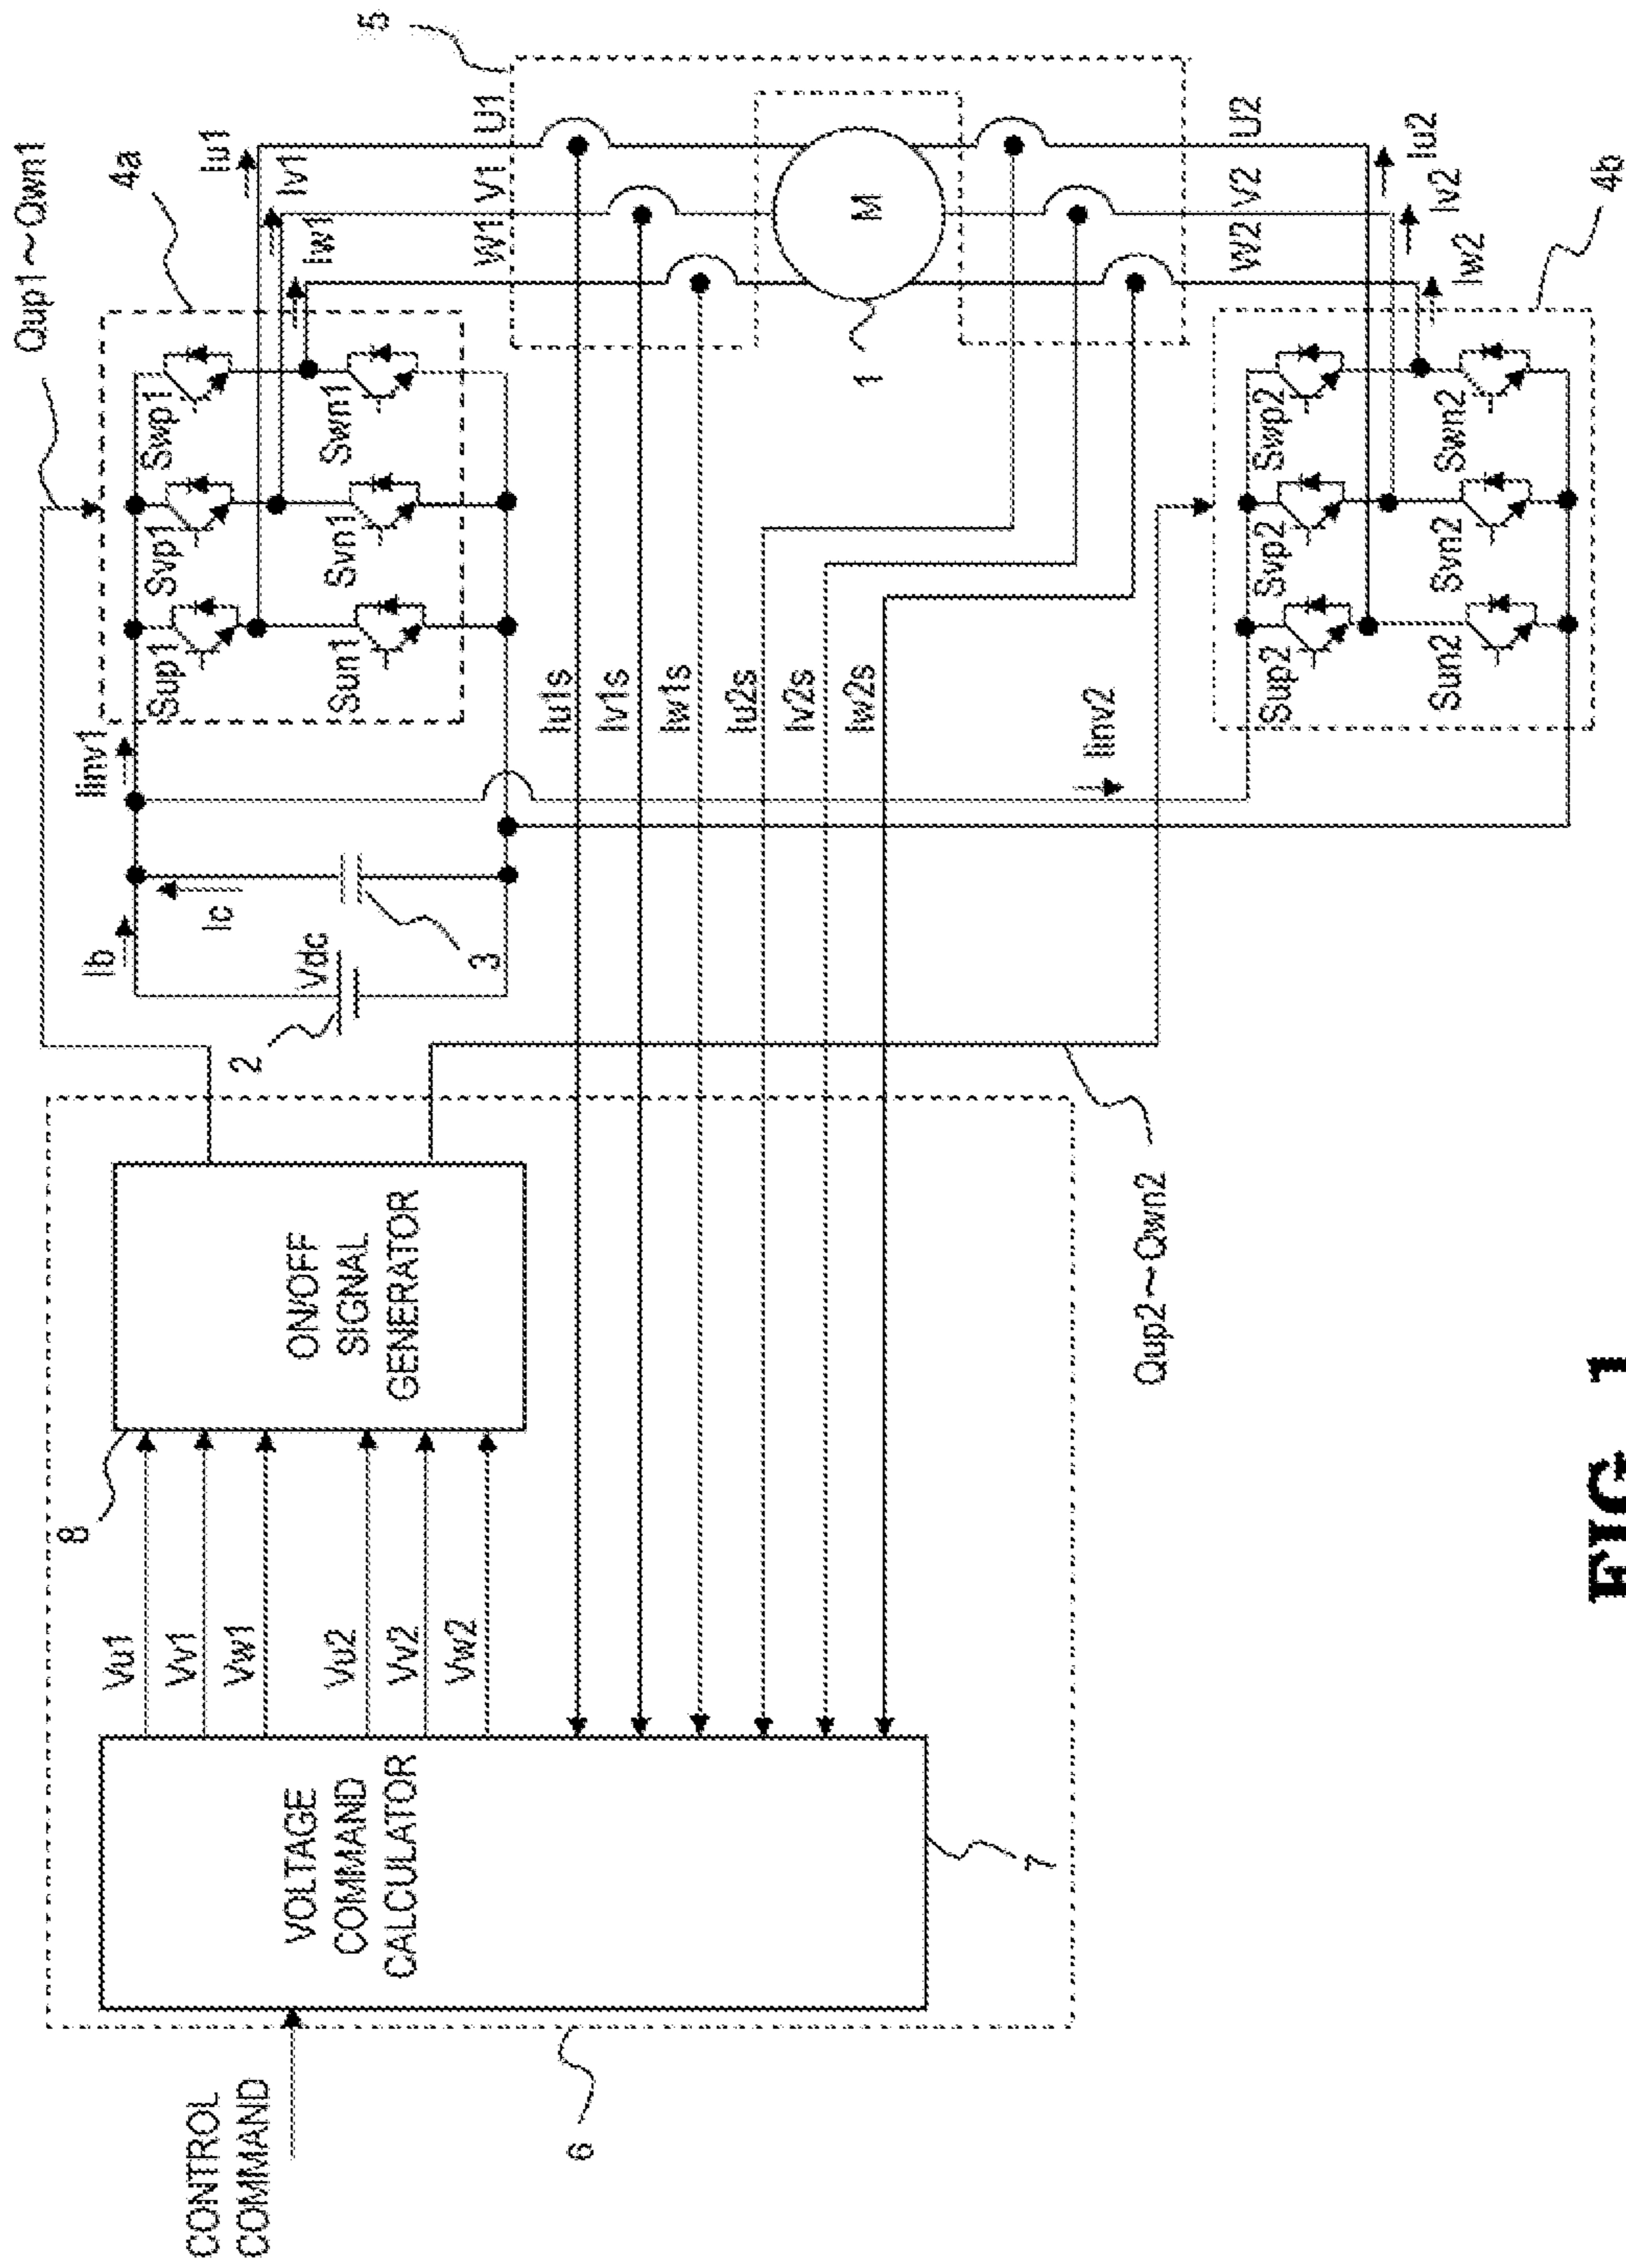 Qup1~Qwn1
4a
5
Iu1
Iv1
Iw1
U1
V1
W1
Iinv1
Sup1
Svp1
Swp1
Sun1
Svn1
Swn1
Ib
Ic
Vdc
2
3
8
Vu1
Vv1
Vw1
Vu2
Vv2
Vw2
ON/OFF
SIGNAL
GENERATOR
CONTROL
COMMAND
VOLTAGE
COMMAND
CALCULATOR
Iu1s
Iv1s
Iw1s
Iu2s
Iv2s
Iw2s
M
1
7
6
Iinv2
Qup2~Qwn2
U2
V2
W2
Iu2
Iv2
Iw2
4b
Sup2
Svp2
Swp2
Sun2
Svn2
Swn2
FIG. 1